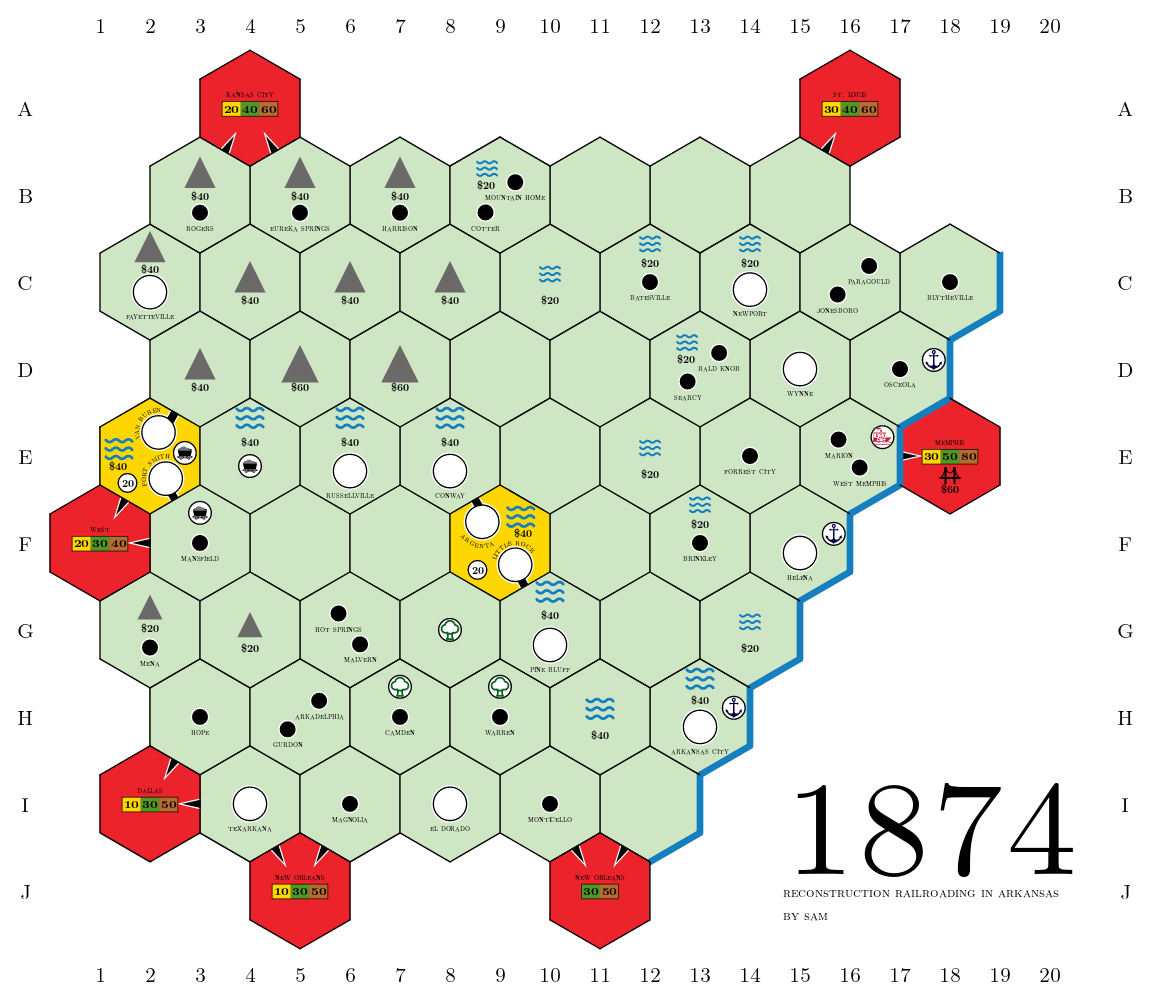 1 2 3 4 5 6 7 8 9 10 11 12 13 14 15 16 17 18 19 20
A A
KANSAS CITY
20 40 60
ST. LOUIS
30 40 60
B B
$40
ROGERS
$40
EUREKA SPRINGS
$40
HARRISON
$20
MOUNTAIN HOME
COTTER
C C
$40
FAYETTEVILLE
$40
$40
$40
$20
$20
BATESVILLE
$20
NEWPORT
PARAGOULD
JONESBORO
BLYTHEVILLE
D D
$40
$60
$60
$20
BALD KNOB
SEARCY
WYNNE
OSCEOLA
E E
VAN BUREN
$40
FORT SMITH
20
$40
$40
RUSSELLVILLE
$40
CONWAY
$20
FORREST CITY
MARION
WEST MEMPHIS
MEMPHIS
30 50 80
$60
F F
WEST
20 30 40
MANSFIELD
$40
ARGENTA
LITTLE ROCK
20
$20
BRINKLEY
HELENA
G G
$20
MENA
$20
HOT SPRINGS
MALVERN
$40
PINE BLUFF
$20
H H
HOPE
ARKADELPHIA
GURDON
CAMDEN
WARREN
$40
$40
ARKANSAS CITY
I I
DALLAS
10 30 50
TEXARKANA
MAGNOLIA
EL DORADO
MONTICELLO
J J
NEW ORLEANS
10 30 50
NEW ORLEANS
30 50
1874
RECONSTRUCTION RAILROADING IN ARKANSAS
BY SAM
1 2 3 4 5 6 7 8 9 10 11 12 13 14 15 16 17 18 19 20